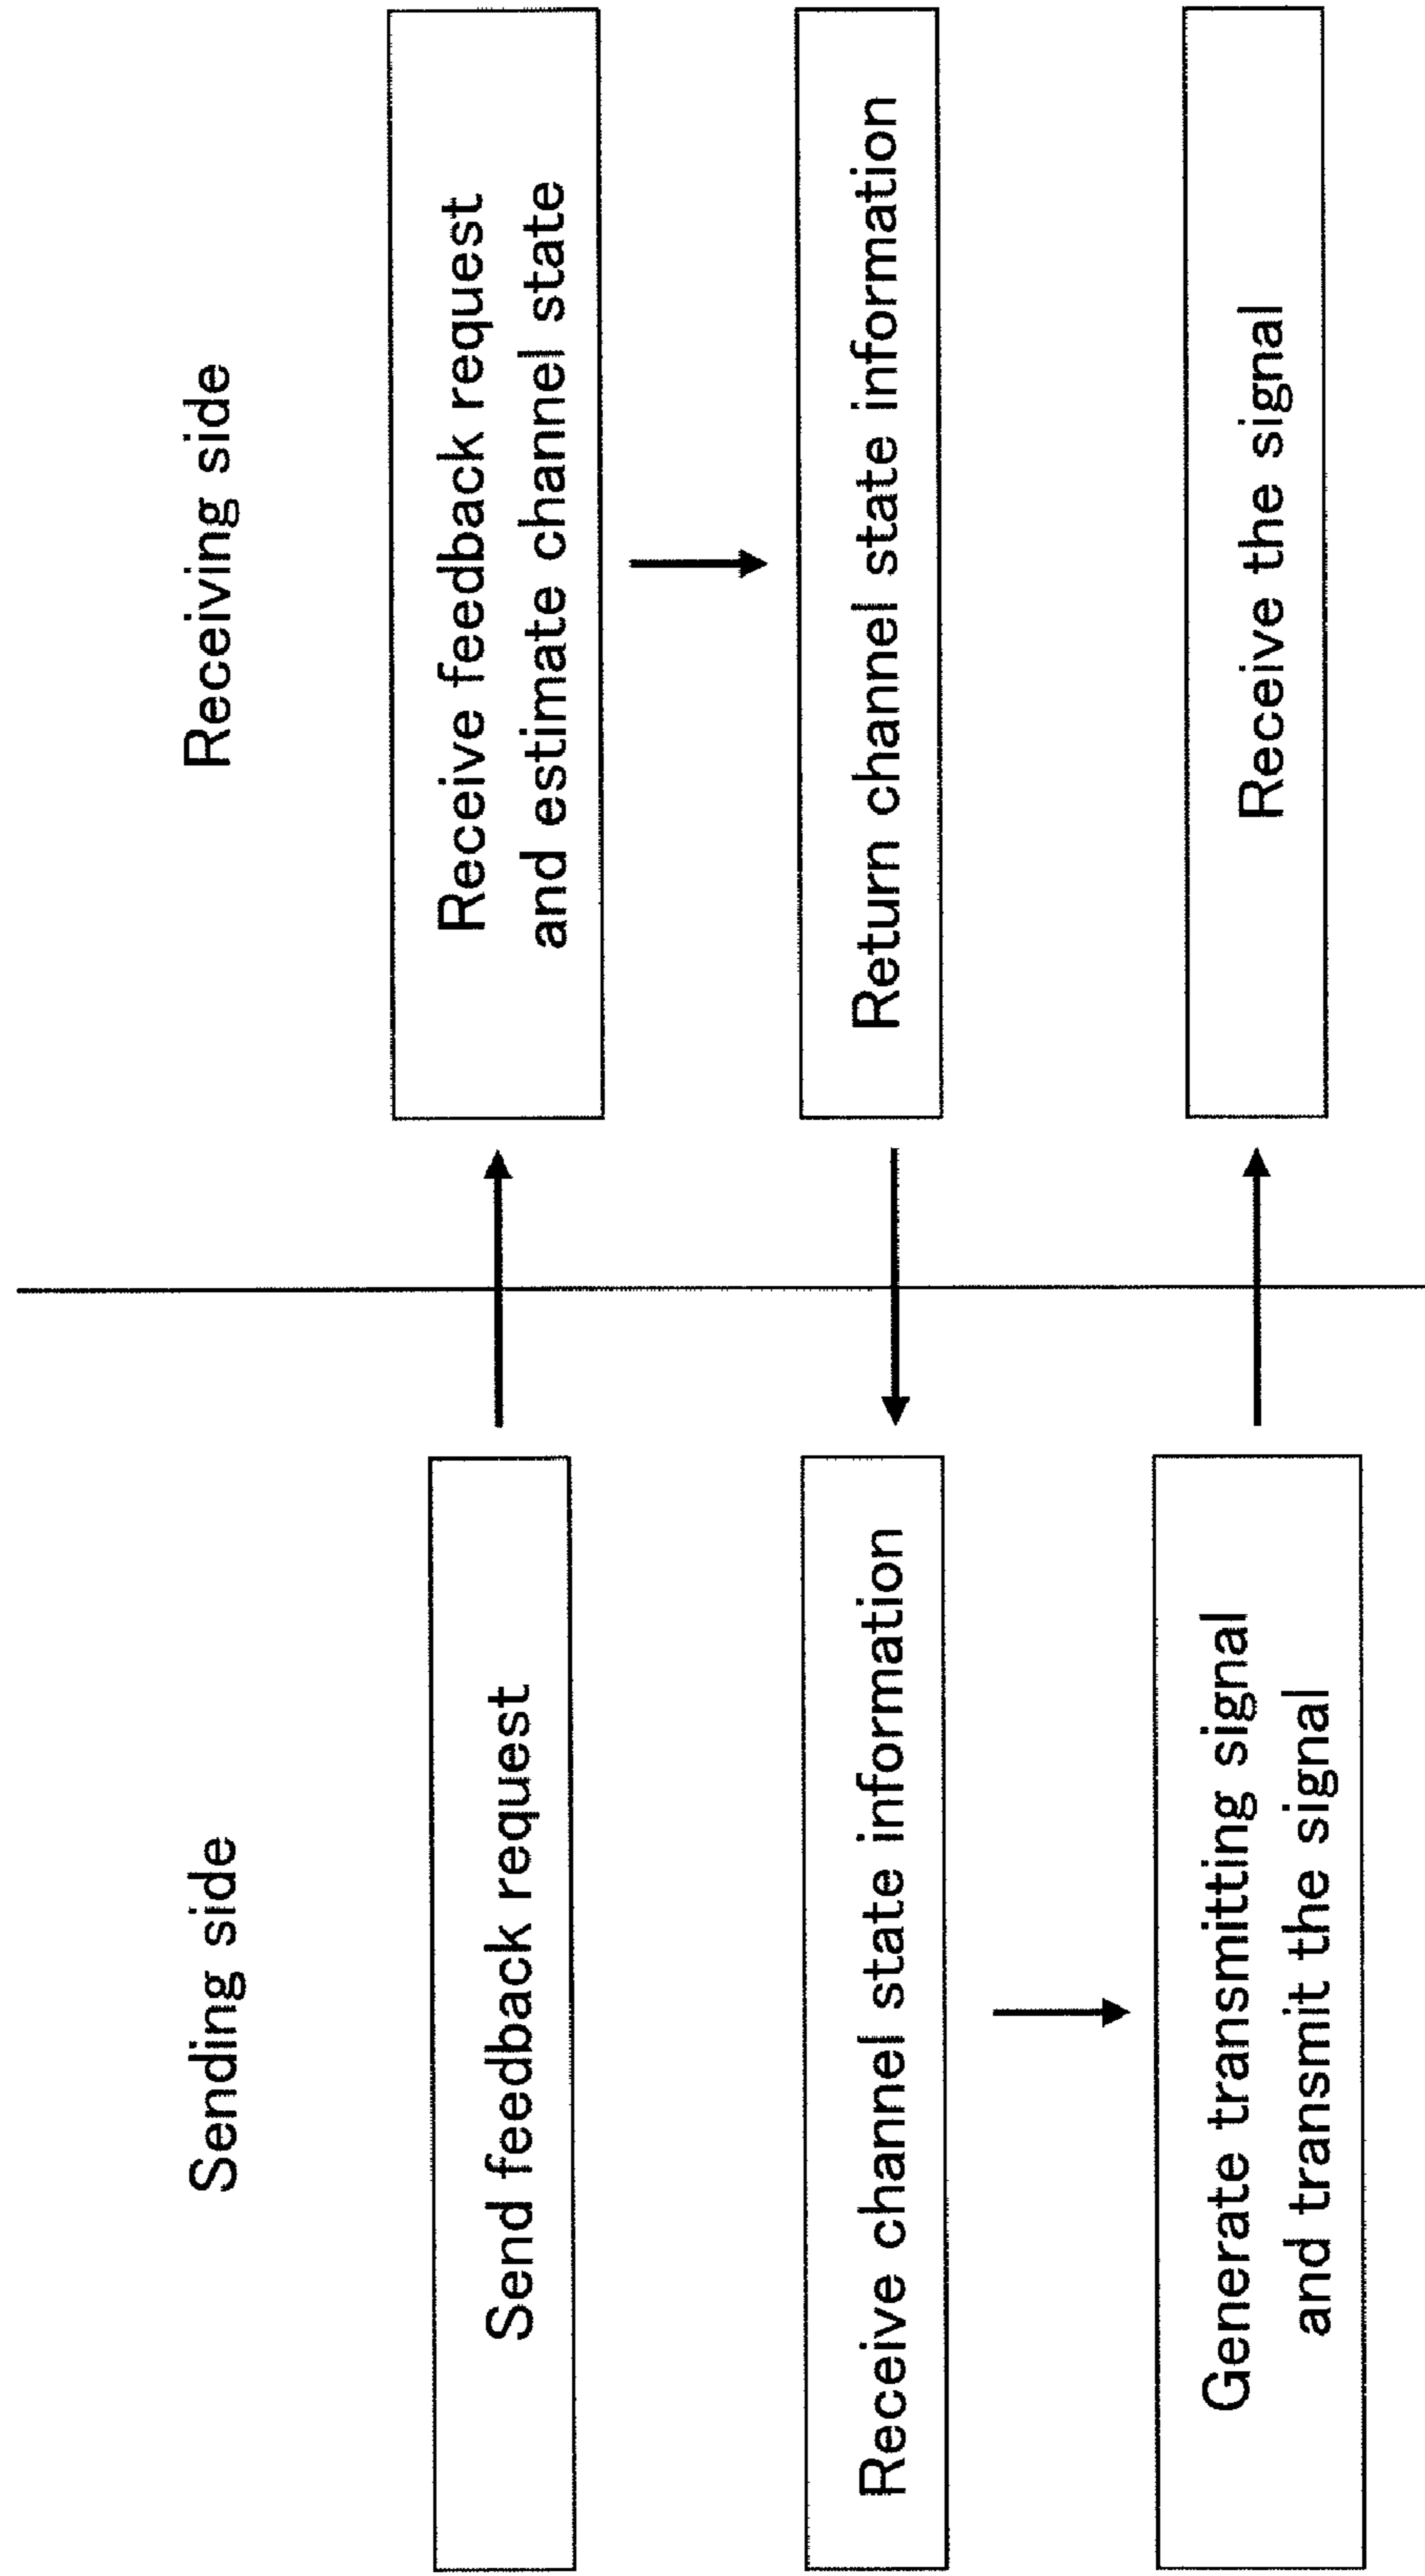 Sending side
Receiving side
Send feedback request
Receive feedback request
and estimate channel state
Receive channel state information
Return channel state information
Generate transmitting signal
and transmit the signal
Receive the signal